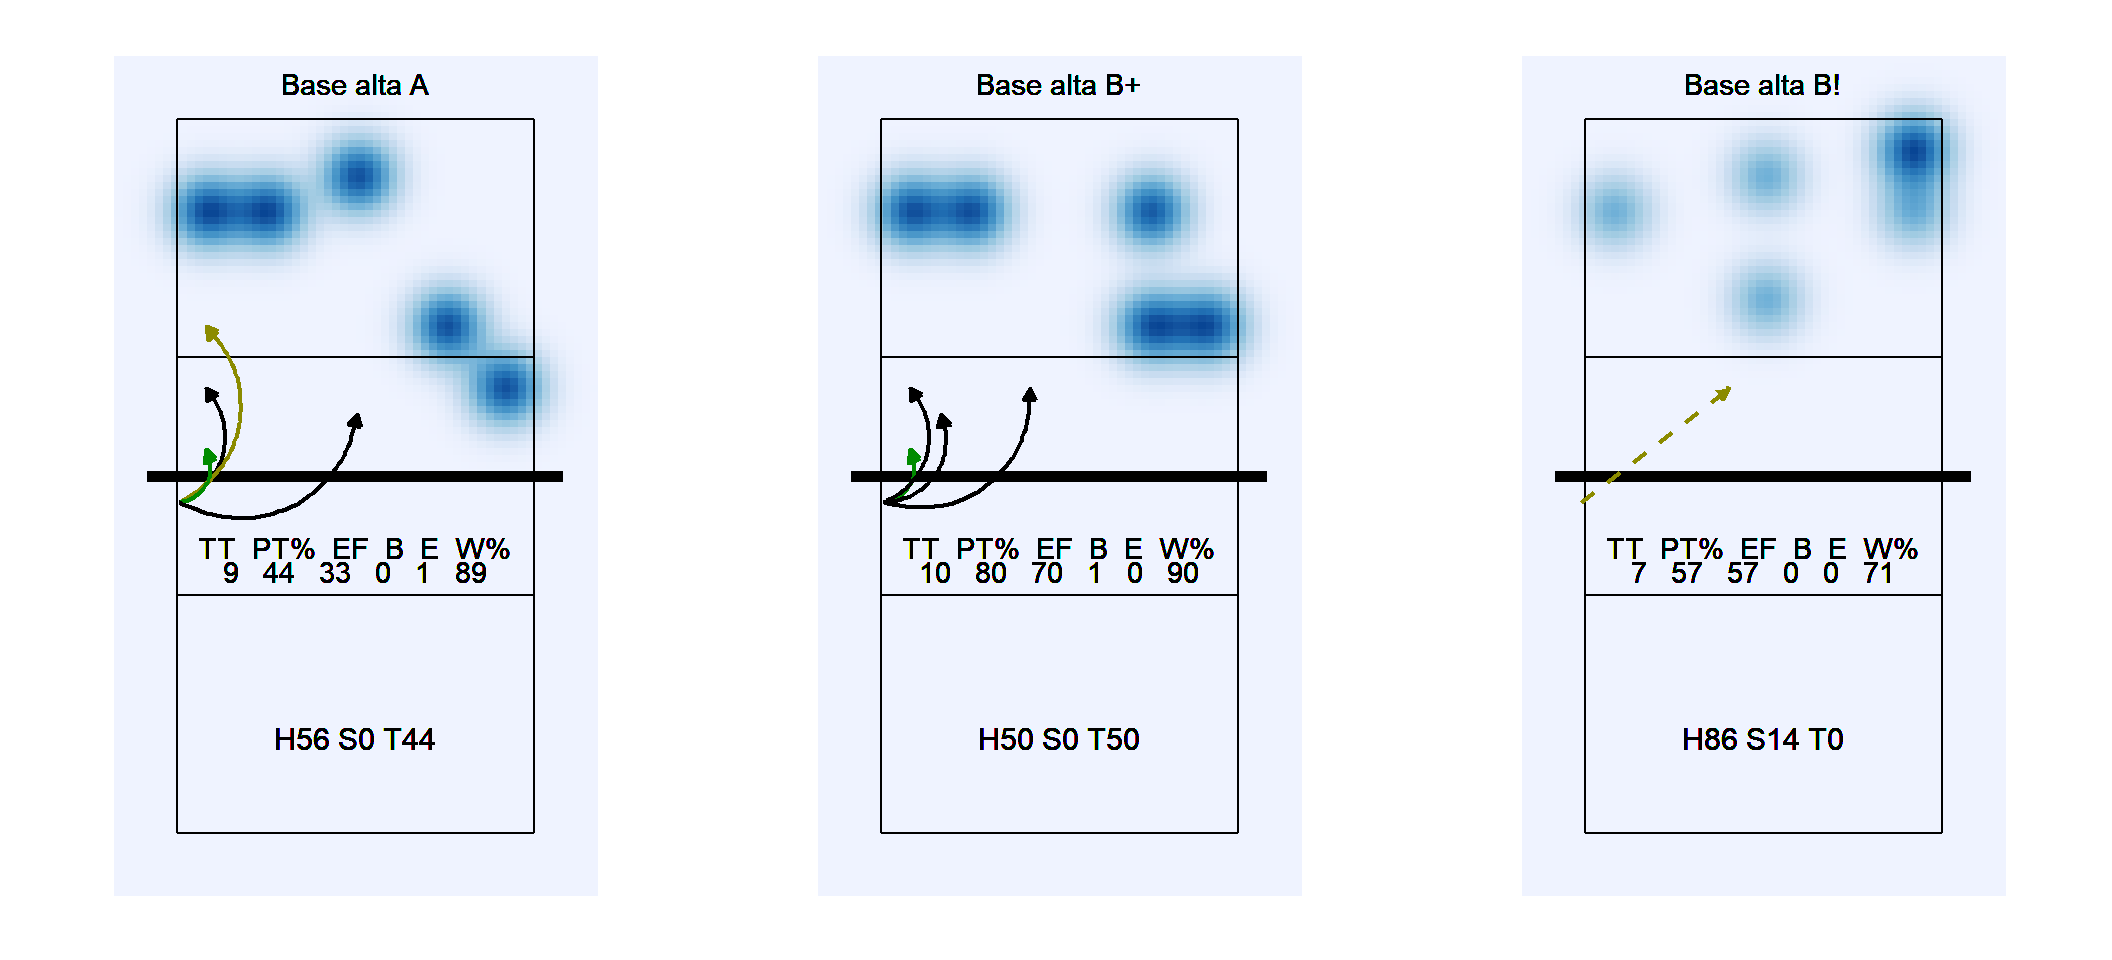 Base alta A
TT PT% EF B E W%
9 44 33 0 1 89
H56 S0 T44
Base alta B+
TT PT% EF B E W%
10 80 70 1 0 90
H50 S0 T50
Base alta B!
TT PT% EF B E W%
7 57 57 0 0 71
H86 S14 T0